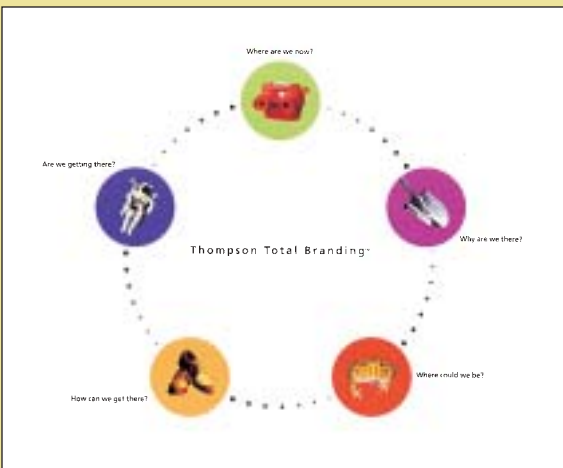 Where are we now?
Are we getting there?
Thompson Total Branding™
Why are we there?
Where could we be?
How can we get there?